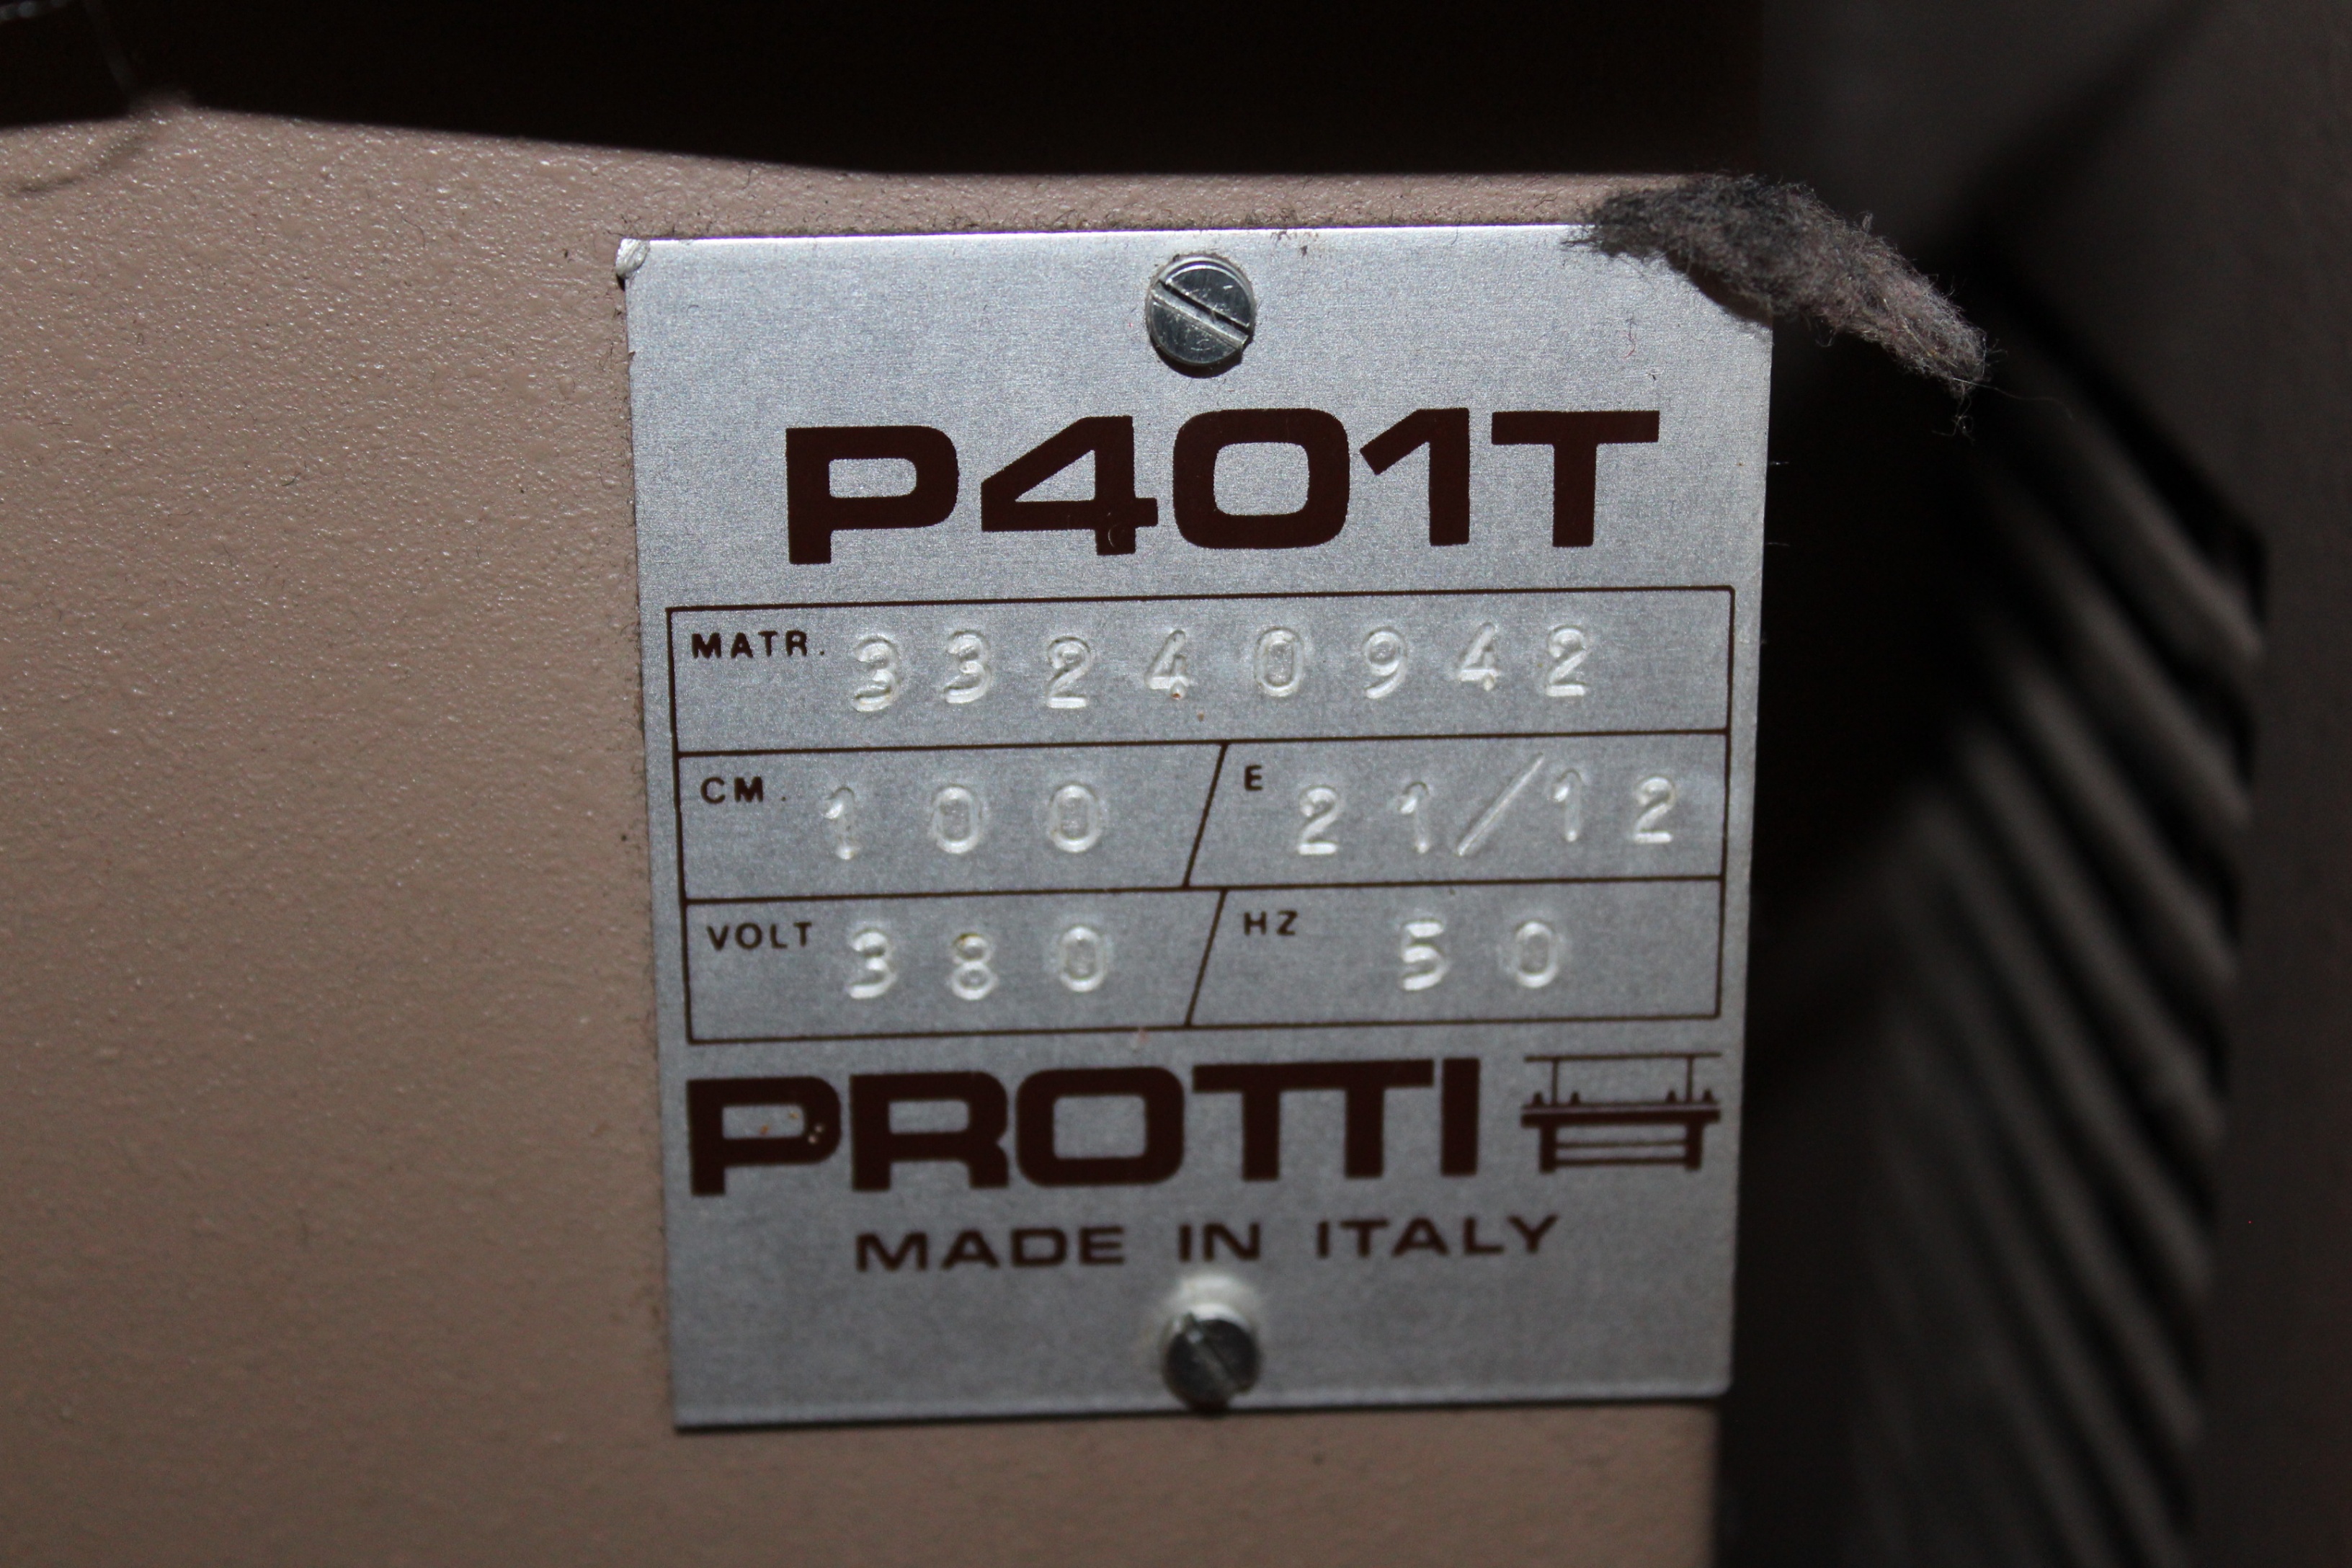 P401T
MATR. 33240942
CM. 100 E 21/12
VOLT 380 HZ 50
PROTTI
MADE IN ITALY